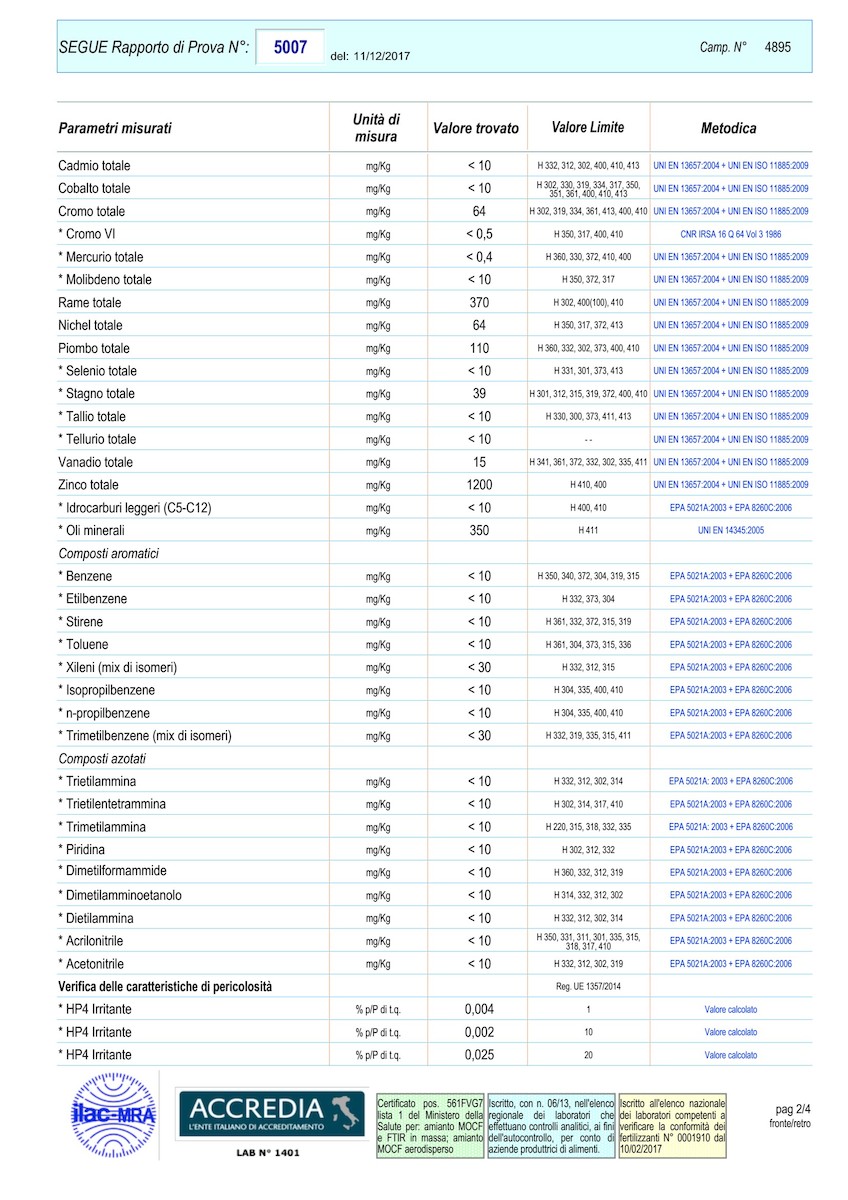 SEGUE Rapporto di Prova N°: 5007 del: 11/12/2017 Camp. N° 4895
Parametri misurati Unità di misura Valore trovato Valore Limite Metodica
Cadmio totale mg/Kg < 10 H 332, 312, 302, 400, 410, 413 UNI EN 13657:2004 + UNI EN ISO 11885:2009
Cobalto totale mg/Kg < 10 H 302, 330, 319, 334, 317, 350, 351, 361, 400, 410, 413 UNI EN 13657:2004 + UNI EN ISO 11885:2009
Cromo totale mg/Kg 64 H 302, 319, 334, 361, 413, 400, 410 UNI EN 13657:2004 + UNI EN ISO 11885:2009
* Cromo VI mg/Kg < 0,5 H 350, 317, 400, 410 CNR IRSA 16 Q 64 Vol 3 1986
* Mercurio totale mg/Kg < 0,4 H 360, 330, 372, 410, 400 UNI EN 13657:2004 + UNI EN ISO 11885:2009
* Molibdeno totale mg/Kg < 10 H 350, 372, 317 UNI EN 13657:2004 + UNI EN ISO 11885:2009
Rame totale mg/Kg 370 H 302, 400(100), 410 UNI EN 13657:2004 + UNI EN ISO 11885:2009
Nichel totale mg/Kg 64 H 350, 317, 372, 413 UNI EN 13657:2004 + UNI EN ISO 11885:2009
Piombo totale mg/Kg 110 H 360, 332, 302, 373, 400, 410 UNI EN 13657:2004 + UNI EN ISO 11885:2009
* Selenio totale mg/Kg < 10 H 331, 301, 373, 413 UNI EN 13657:2004 + UNI EN ISO 11885:2009
* Stagno totale mg/Kg 39 H 301, 312, 315, 319, 372, 400, 410 UNI EN 13657:2004 + UNI EN ISO 11885:2009
* Tallio totale mg/Kg < 10 H 330, 300, 373, 411, 413 UNI EN 13657:2004 + UNI EN ISO 11885:2009
* Tellurio totale mg/Kg < 10 - - UNI EN 13657:2004 + UNI EN ISO 11885:2009
Vanadio totale mg/Kg 15 H 341, 361, 372, 332, 302, 335, 411 UNI EN 13657:2004 + UNI EN ISO 11885:2009
Zinco totale mg/Kg 1200 H 410, 400 UNI EN 13657:2004 + UNI EN ISO 11885:2009
* Idrocarburi leggeri (C5-C12) mg/Kg < 10 H 400, 410 EPA 5021A:2003 + EPA 8260C:2006
* Oli minerali mg/Kg 350 H 411 UNI EN 14345:2005
Composti aromatici
* Benzene mg/Kg < 10 H 350, 340, 372, 304, 319, 315 EPA 5021A:2003 + EPA 8260C:2006
* Etilbenzene mg/Kg < 10 H 332, 373, 304 EPA 5021A:2003 + EPA 8260C:2006
* Stirene mg/Kg < 10 H 361, 332, 372, 315, 319 EPA 5021A:2003 + EPA 8260C:2006
* Toluene mg/Kg < 10 H 361, 304, 373, 315, 336 EPA 5021A:2003 + EPA 8260C:2006
* Xileni (mix di isomeri) mg/Kg < 30 H 332, 312, 315 EPA 5021A:2003 + EPA 8260C:2006
* Isopropilbenzene mg/Kg < 10 H 304, 335, 400, 410 EPA 5021A:2003 + EPA 8260C:2006
* n-propilbenzene mg/Kg < 10 H 304, 335, 400, 410 EPA 5021A:2003 + EPA 8260C:2006
* Trimetilbenzene (mix di isomeri) mg/Kg < 30 H 332, 319, 335, 315, 411 EPA 5021A:2003 + EPA 8260C:2006
Composti azotati
* Trietilammina mg/Kg < 10 H 332, 312, 302, 314 EPA 5021A: 2003 + EPA 8260C:2006
* Trietilentetrammina mg/Kg < 10 H 302, 314, 317, 410 EPA 5021A:2003 + EPA 8260C:2006
* Trimetilammina mg/Kg < 10 H 220, 315, 318, 332, 335 EPA 5021A: 2003 + EPA 8260C:2006
* Piridina mg/Kg < 10 H 302, 312, 332 EPA 5021A:2003 + EPA 8260C:2006
* Dimetilformammide mg/Kg < 10 H 360, 332, 312, 319 EPA 5021A:2003 + EPA 8260C:2006
* Dimetilamminoetanolo mg/Kg < 10 H 314, 332, 312, 302 EPA 5021A:2003 + EPA 8260C:2006
* Dietilammina mg/Kg < 10 H 332, 312, 302, 314 EPA 5021A:2003 + EPA 8260C:2006
* Acrilonitrile mg/Kg < 10 H 350, 331, 311, 301, 335, 315, 318, 317, 410 EPA 5021A:2003 + EPA 8260C:2006
* Acetonitrile mg/Kg < 10 H 332, 312, 302, 319 EPA 5021A:2003 + EPA 8260C:2006
Verifica delle caratteristiche di pericolosità Reg. UE 1357/2014
* HP4 Irritante % p/P di t.q. 0,004 1 Valore calcolato
* HP4 Irritante % p/P di t.q. 0,002 10 Valore calcolato
* HP4 Irritante % p/P di t.q. 0,025 20 Valore calcolato
ilac-MRA
ACCREDIA
L'ENTE ITALIANO DI ACCREDITAMENTO
LAB N° 1401
Certificato pos. 561FVG7
lista 1 del Ministero della
Salute per: amianto MOCF
e FTIR in massa; amianto
MOCF aerodisperso
Iscritto, con n. 06/13, nell'elenco
regionale dei laboratori che
effettuano controlli analitici, ai fini
dell'autocontrollo, per conto di
aziende produttrici di alimenti.
Iscritto all'elenco nazionale
dei laboratori competenti a
verificare la conformità dei
fertilizzanti N° 0001910 dal
10/02/2017
pag 2/4
fronte/retro